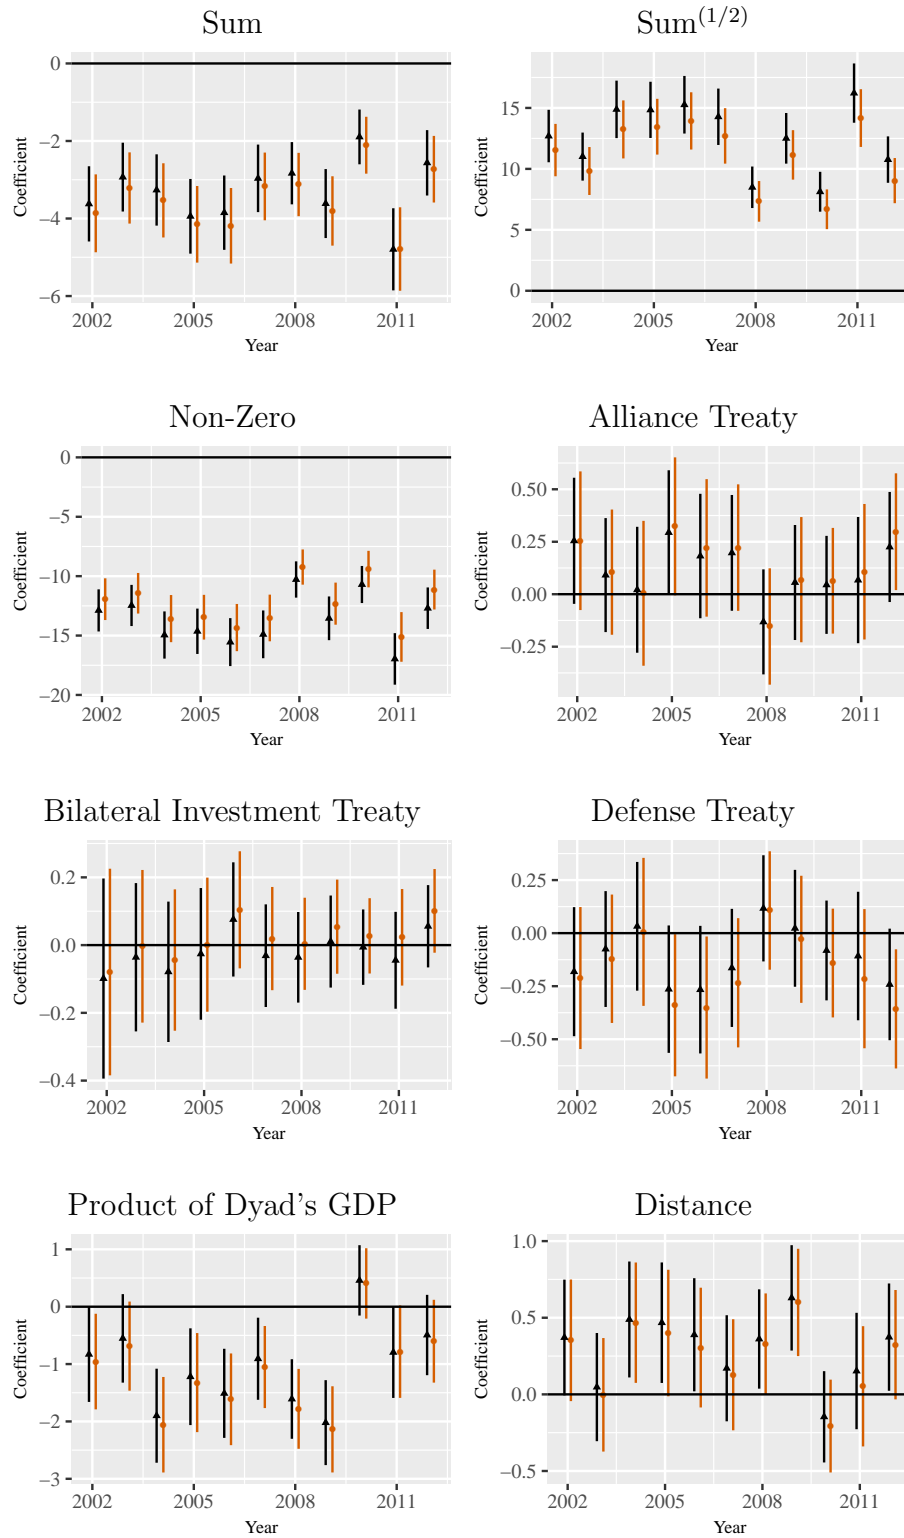 Sum
0
−2
−4
−6
Coefficient
2002 2005 2008 2011
Year
Sum^(1/2)
15
10
5
0
Coefficient
2002 2005 2008 2011
Year
Non-Zero
0
−5
−10
−15
−20
Coefficient
2002 2005 2008 2011
Year
Alliance Treaty
0.50
0.25
0.00
−0.25
Coefficient
2002 2005 2008 2011
Year
Bilateral Investment Treaty
0.2
0.0
−0.2
−0.4
Coefficient
2002 2005 2008 2011
Year
Defense Treaty
0.25
0.00
−0.25
−0.50
Coefficient
2002 2005 2008 2011
Year
Product of Dyad's GDP
1
0
−1
−2
−3
Coefficient
2002 2005 2008 2011
Year
Distance
1.0
0.5
0.0
−0.5
Coefficient
2002 2005 2008 2011
Year